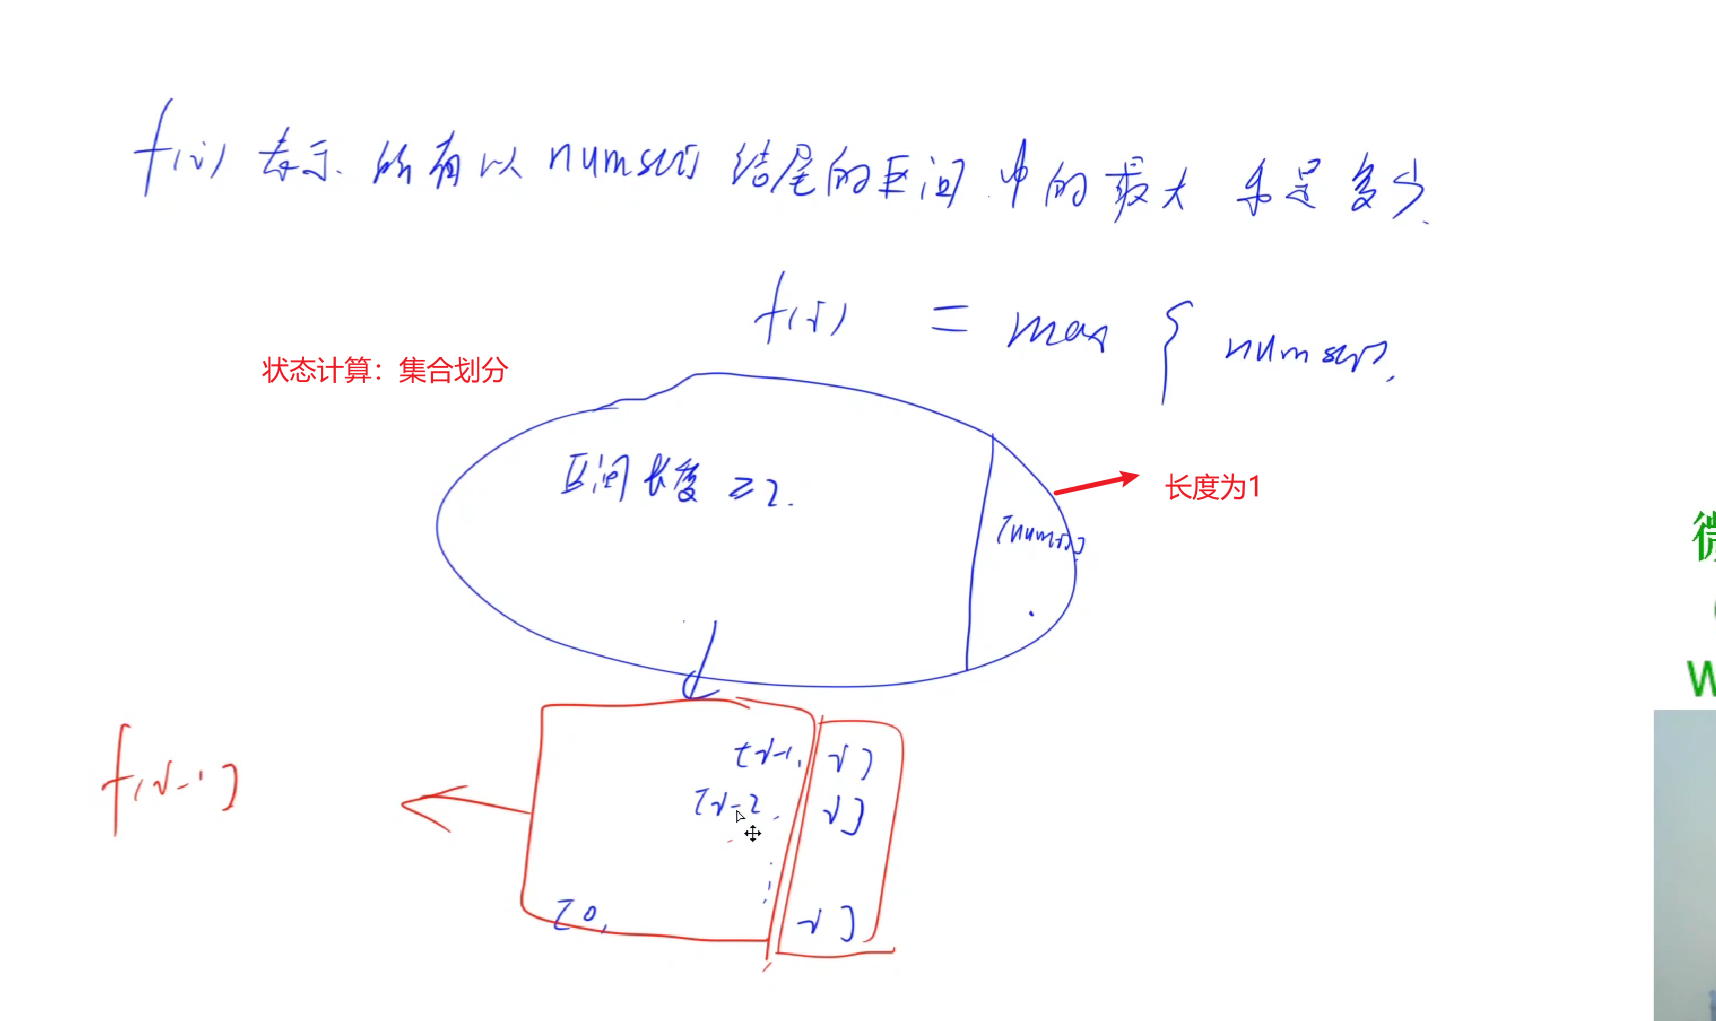 f(i) 表示 所有以 nums[i] 结尾的区间 中的 最大 和是多少.
f(i) = max { nums[i],
状态计算：集合划分
区间长度 ≥2.
长度为1
[nums[i]]
[i-1, i]
f(i-1)
[i-2, i]
[0, i]
W